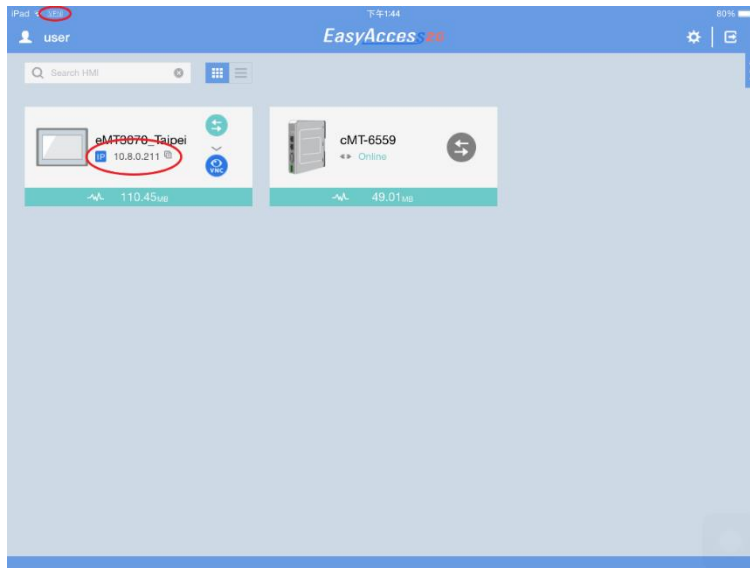 iPad VPN 下午1:44 80%
user EasyAccess
Search HMI
eMT3070_Taipei
IP 10.8.0.211
VNC
110.45MB
cMT-6559
Online
49.01MB